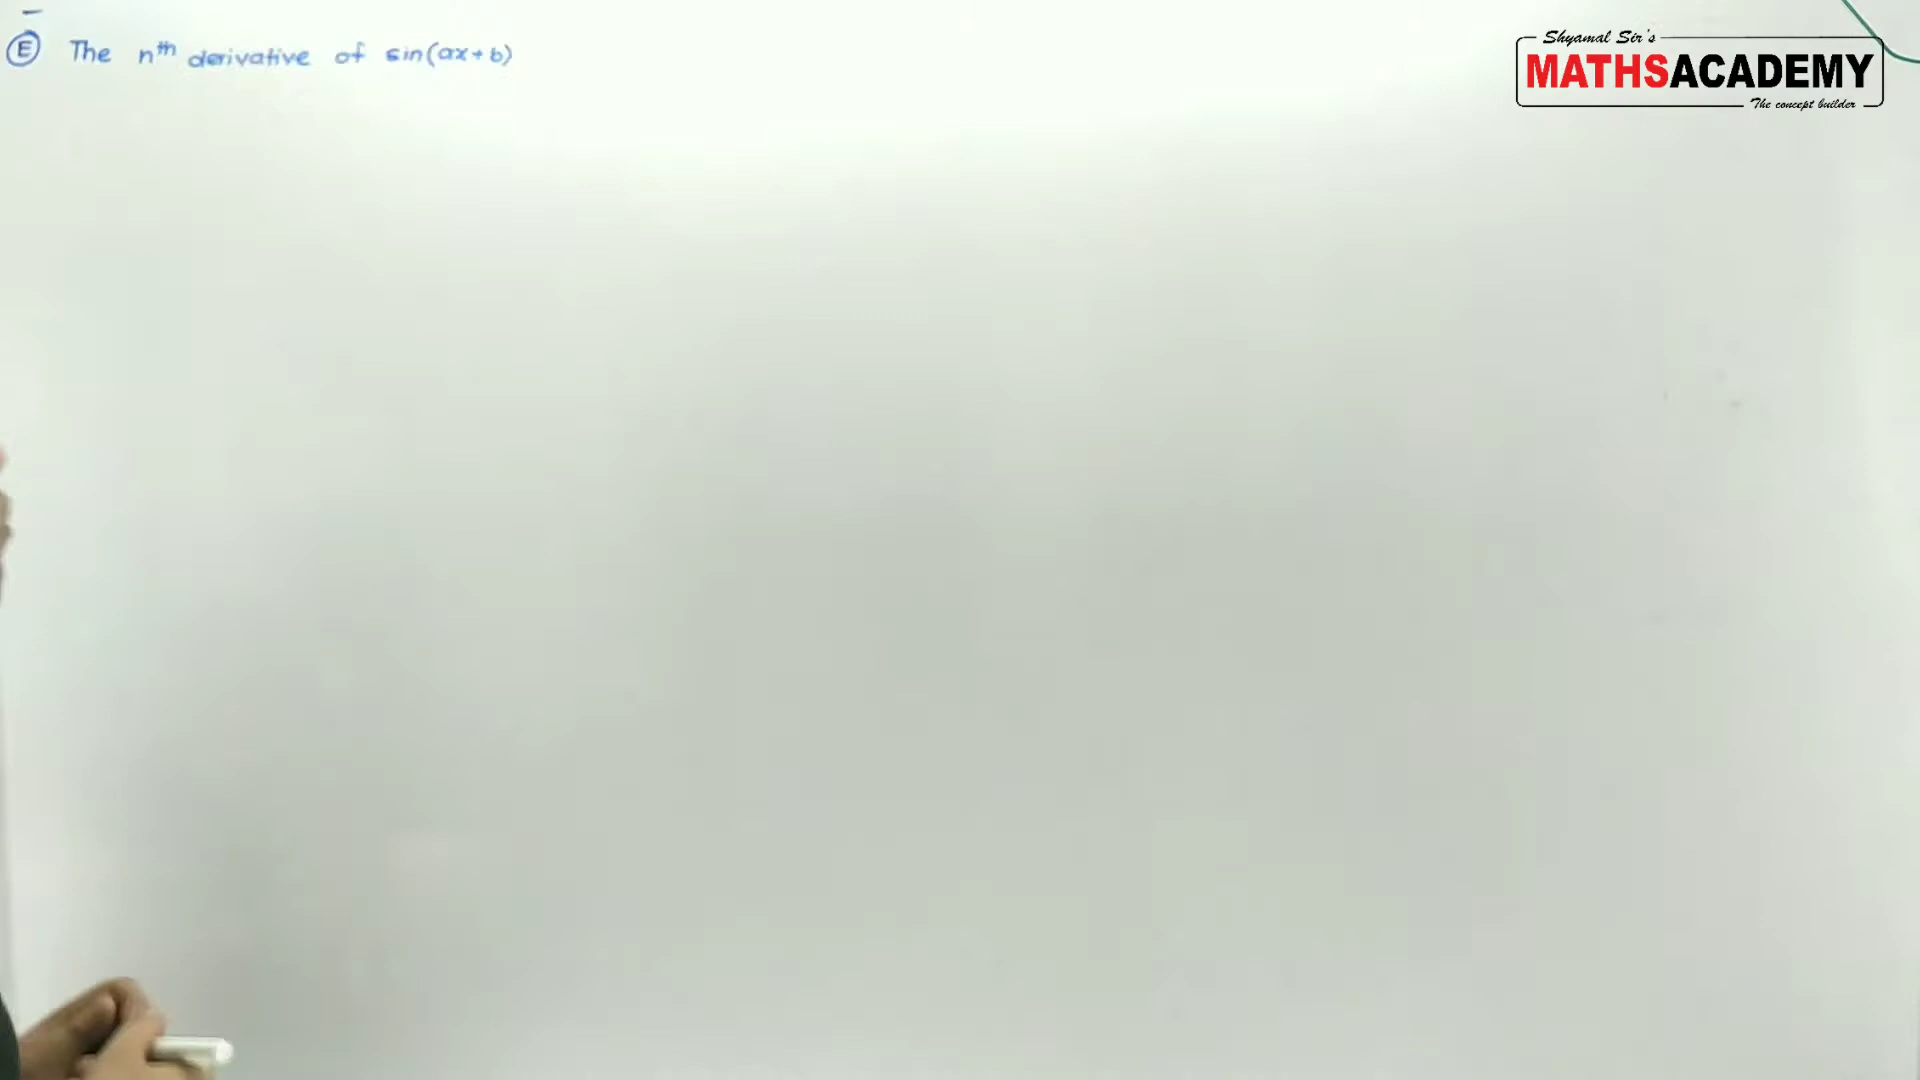 Ⓔ The nᵗʰ derivative of sin(ax+b)
Shyamal Sir's
MATHSACADEMY
The concept builder